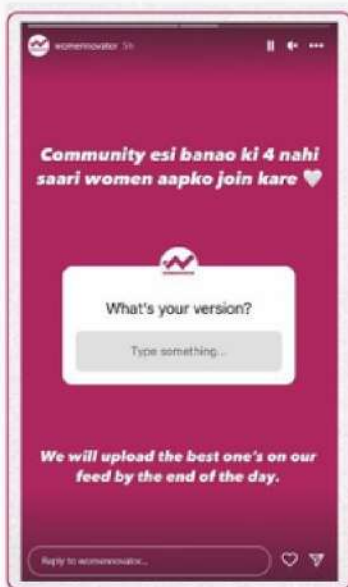 womennovator 5h
Community esi banao ki 4 nahi
saari women aapko join kare 🤍
What's your version?
Type something...
We will upload the best one's on our
feed by the end of the day.
Reply to womennovator...